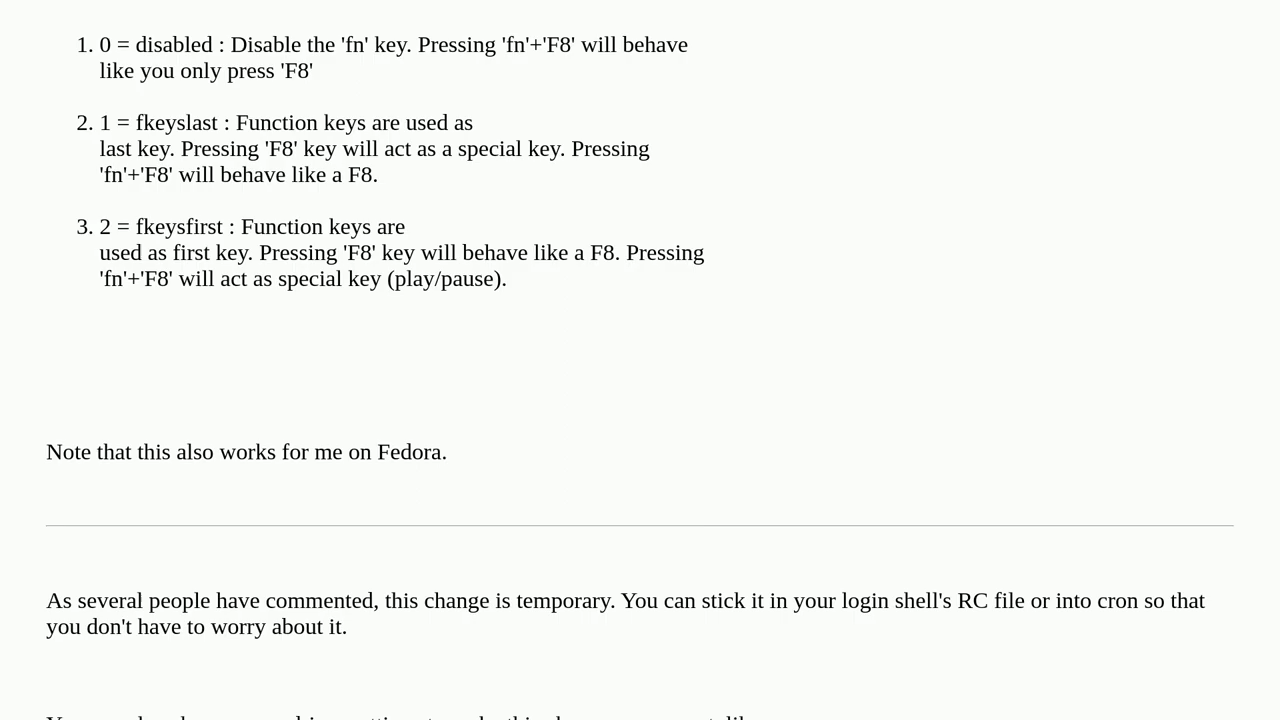 1. 0 = disabled : Disable the 'fn' key. Pressing 'fn'+'F8' will behave
like you only press 'F8'
2. 1 = fkeyslast : Function keys are used as
last key. Pressing 'F8' key will act as a special key. Pressing
'fn'+'F8' will behave like a F8.
3. 2 = fkeysfirst : Function keys are
used as first key. Pressing 'F8' key will behave like a F8. Pressing
'fn'+'F8' will act as special key (play/pause).
Note that this also works for me on Fedora.
As several people have commented, this change is temporary. You can stick it in your login shell's RC file or into cron so that
you don't have to worry about it.